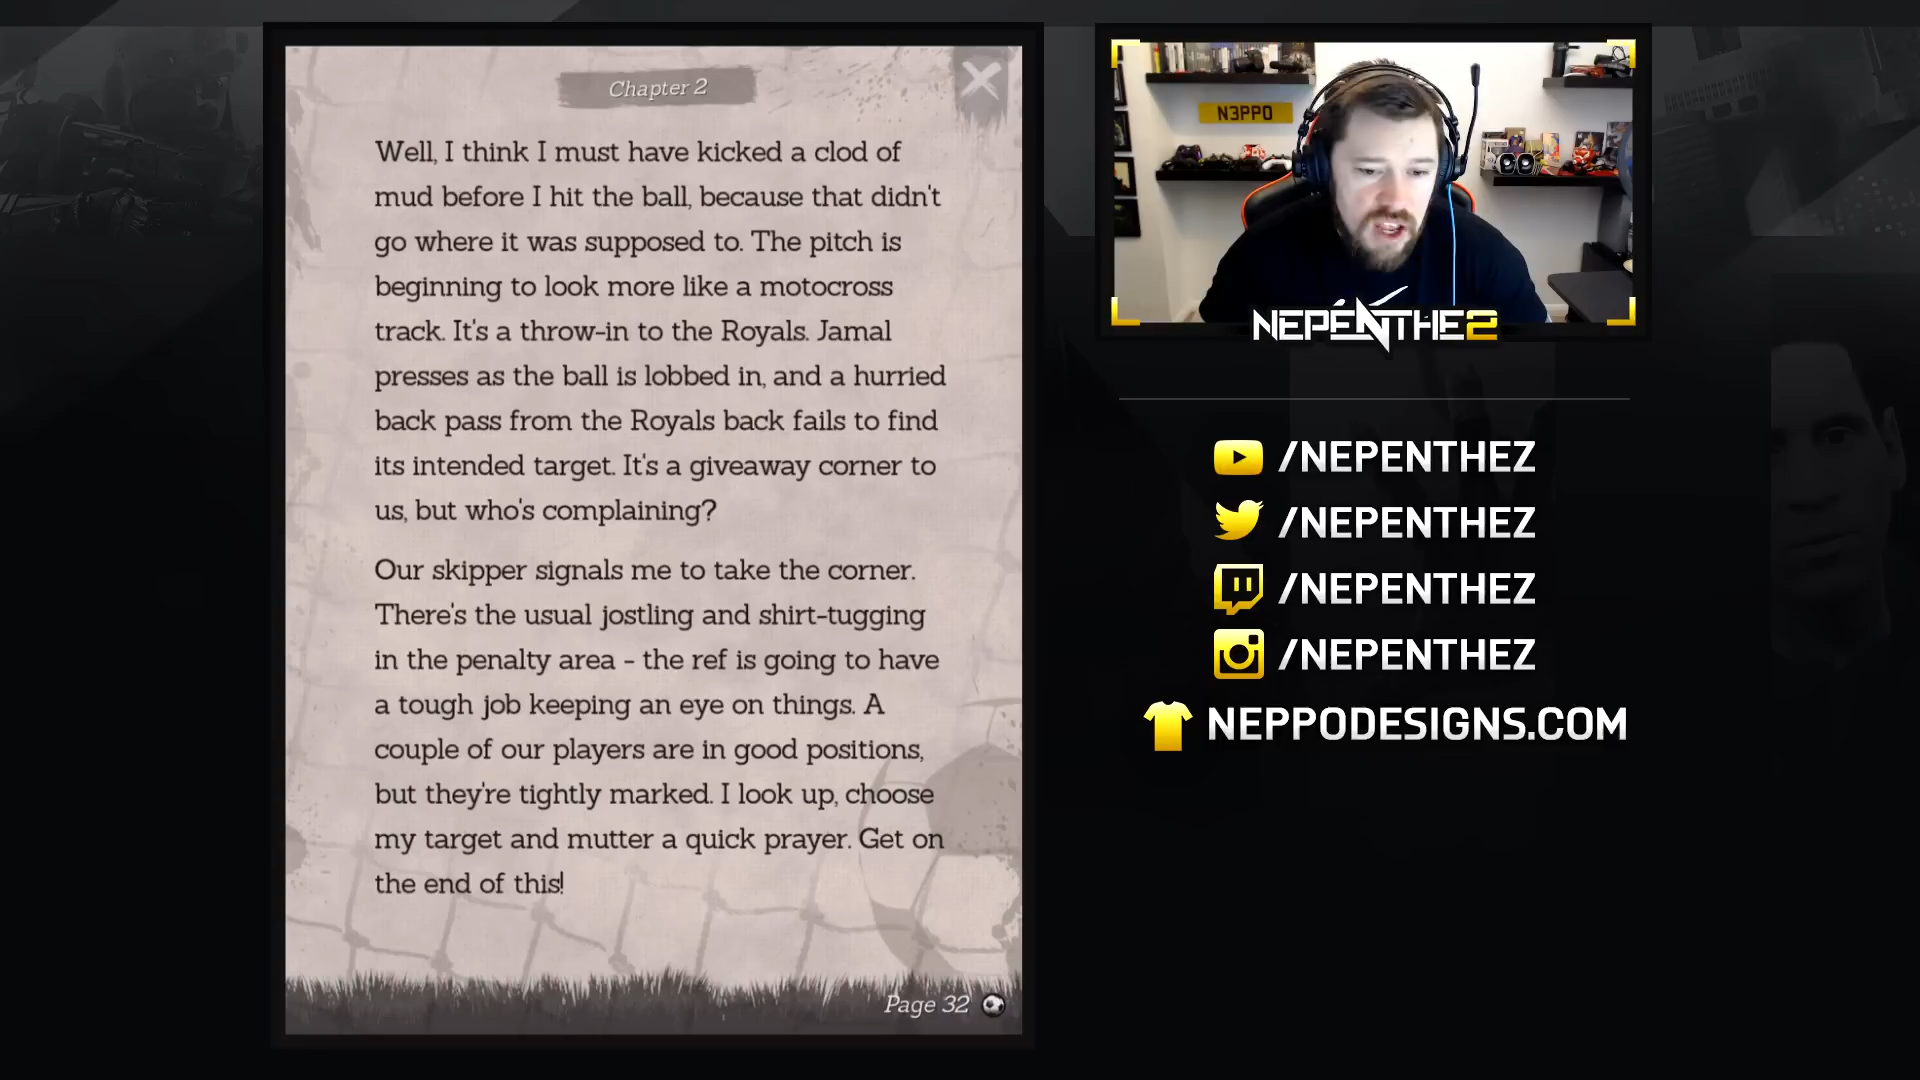 Chapter 2
Well, I think I must have kicked a clod of
mud before I hit the ball, because that didn't
go where it was supposed to. The pitch is
beginning to look more like a motocross
track. It's a throw-in to the Royals. Jamal
presses as the ball is lobbed in, and a hurried
back pass from the Royals back fails to find
its intended target. It's a giveaway corner to
us, but who's complaining?
Our skipper signals me to take the corner.
There's the usual jostling and shirt-tugging
in the penalty area - the ref is going to have
a tough job keeping an eye on things. A
couple of our players are in good positions,
but they're tightly marked. I look up, choose
my target and mutter a quick prayer. Get on
the end of this!
Page 32
N3PPO
NEPENTHEZ
/NEPENTHEZ
/NEPENTHEZ
/NEPENTHEZ
/NEPENTHEZ
NEPPODESIGNS.COM